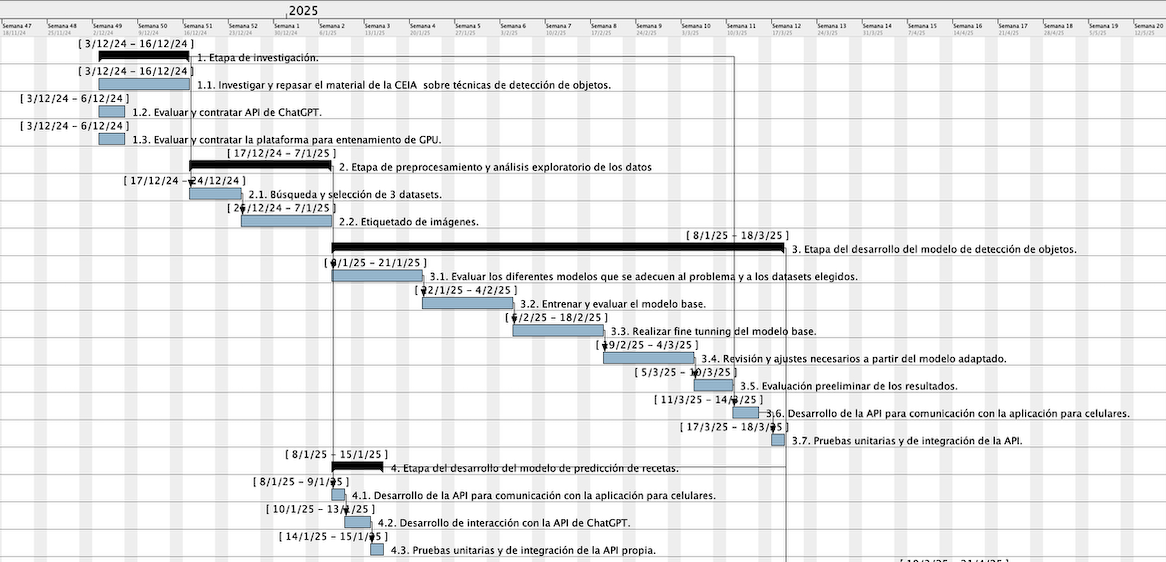 2025
Semana 47 Semana 48 Semana 49 Semana 50 Semana 51 Semana 52 Semana 1 Semana 2 Semana 3 Semana 4 Semana 5 Semana 6 Semana 7 Semana 8 Semana 9 Semana 10 Semana 11 Semana 12 Semana 13 Semana 14 Semana 15 Semana 16 Semana 17 Semana 18 Semana 19 Semana 20
18/11/24 25/11/24 2/12/24 9/12/24 16/12/24 23/12/24 30/12/24 6/1/25 13/1/25 20/1/25 27/1/25 3/2/25 10/2/25 17/2/25 24/2/25 3/3/25 10/3/25 17/3/25 24/3/25 31/3/25 7/4/25 14/4/25 21/4/25 28/4/25 5/5/25 12/5/25
[ 3/12/24 - 16/12/24 ]
1. Etapa de investigación.
[ 3/12/24 - 16/12/24 ]
1.1. Investigar y repasar el material de la CEIA sobre técnicas de detección de objetos.
[ 3/12/24 - 6/12/24 ]
1.2. Evaluar y contratar API de ChatGPT.
[ 3/12/24 - 6/12/24 ]
1.3. Evaluar y contratar la plataforma para entenamiento de GPU.
[ 17/12/24 - 7/1/25 ]
2. Etapa de preprocesamiento y análisis exploratorio de los datos
[ 17/12/24 - 24/12/24 ]
2.1. Búsqueda y selección de 3 datasets.
/12/24 - 7/1/25 ]
2.2. Etiquetado de imágenes.
[ 8/1/25 - 18/3/25 ]
3. Etapa del desarrollo del modelo de detección de objetos.
[ 8/1/25 - 21/1/25 ]
3.1. Evaluar los diferentes modelos que se adecuen al problema y a los datasets elegidos.
[ 22/1/25 - 4/2/25 ]
3.2. Entrenar y evaluar el modelo base.
[ 5/2/25 - 18/2/25 ]
3.3. Realizar fine tunning del modelo base.
[ 19/2/25 - 4/3/25 ]
3.4. Revisión y ajustes necesarios a partir del modelo adaptado.
[ 5/3/25 - 10/3/25 ]
3.5. Evaluación preeliminar de los resultados.
[ 11/3/25 - 14/3/25 ]
3.6. Desarrollo de la API para comunicación con la aplicación para celulares.
[ 17/3/25 - 18/3/25 ]
3.7. Pruebas unitarias y de integración de la API.
[ 8/1/25 - 15/1/25 ]
4. Etapa del desarrollo del modelo de predicción de recetas.
[ 8/1/25 - 9/1/25 ]
4.1. Desarrollo de la API para comunicación con la aplicación para celulares.
[ 10/1/25 - 13/1/25 ]
4.2. Desarrollo de interacción con la API de ChatGPT.
[ 14/1/25 - 15/1/25 ]
4.3. Pruebas unitarias y de integración de la API propia.